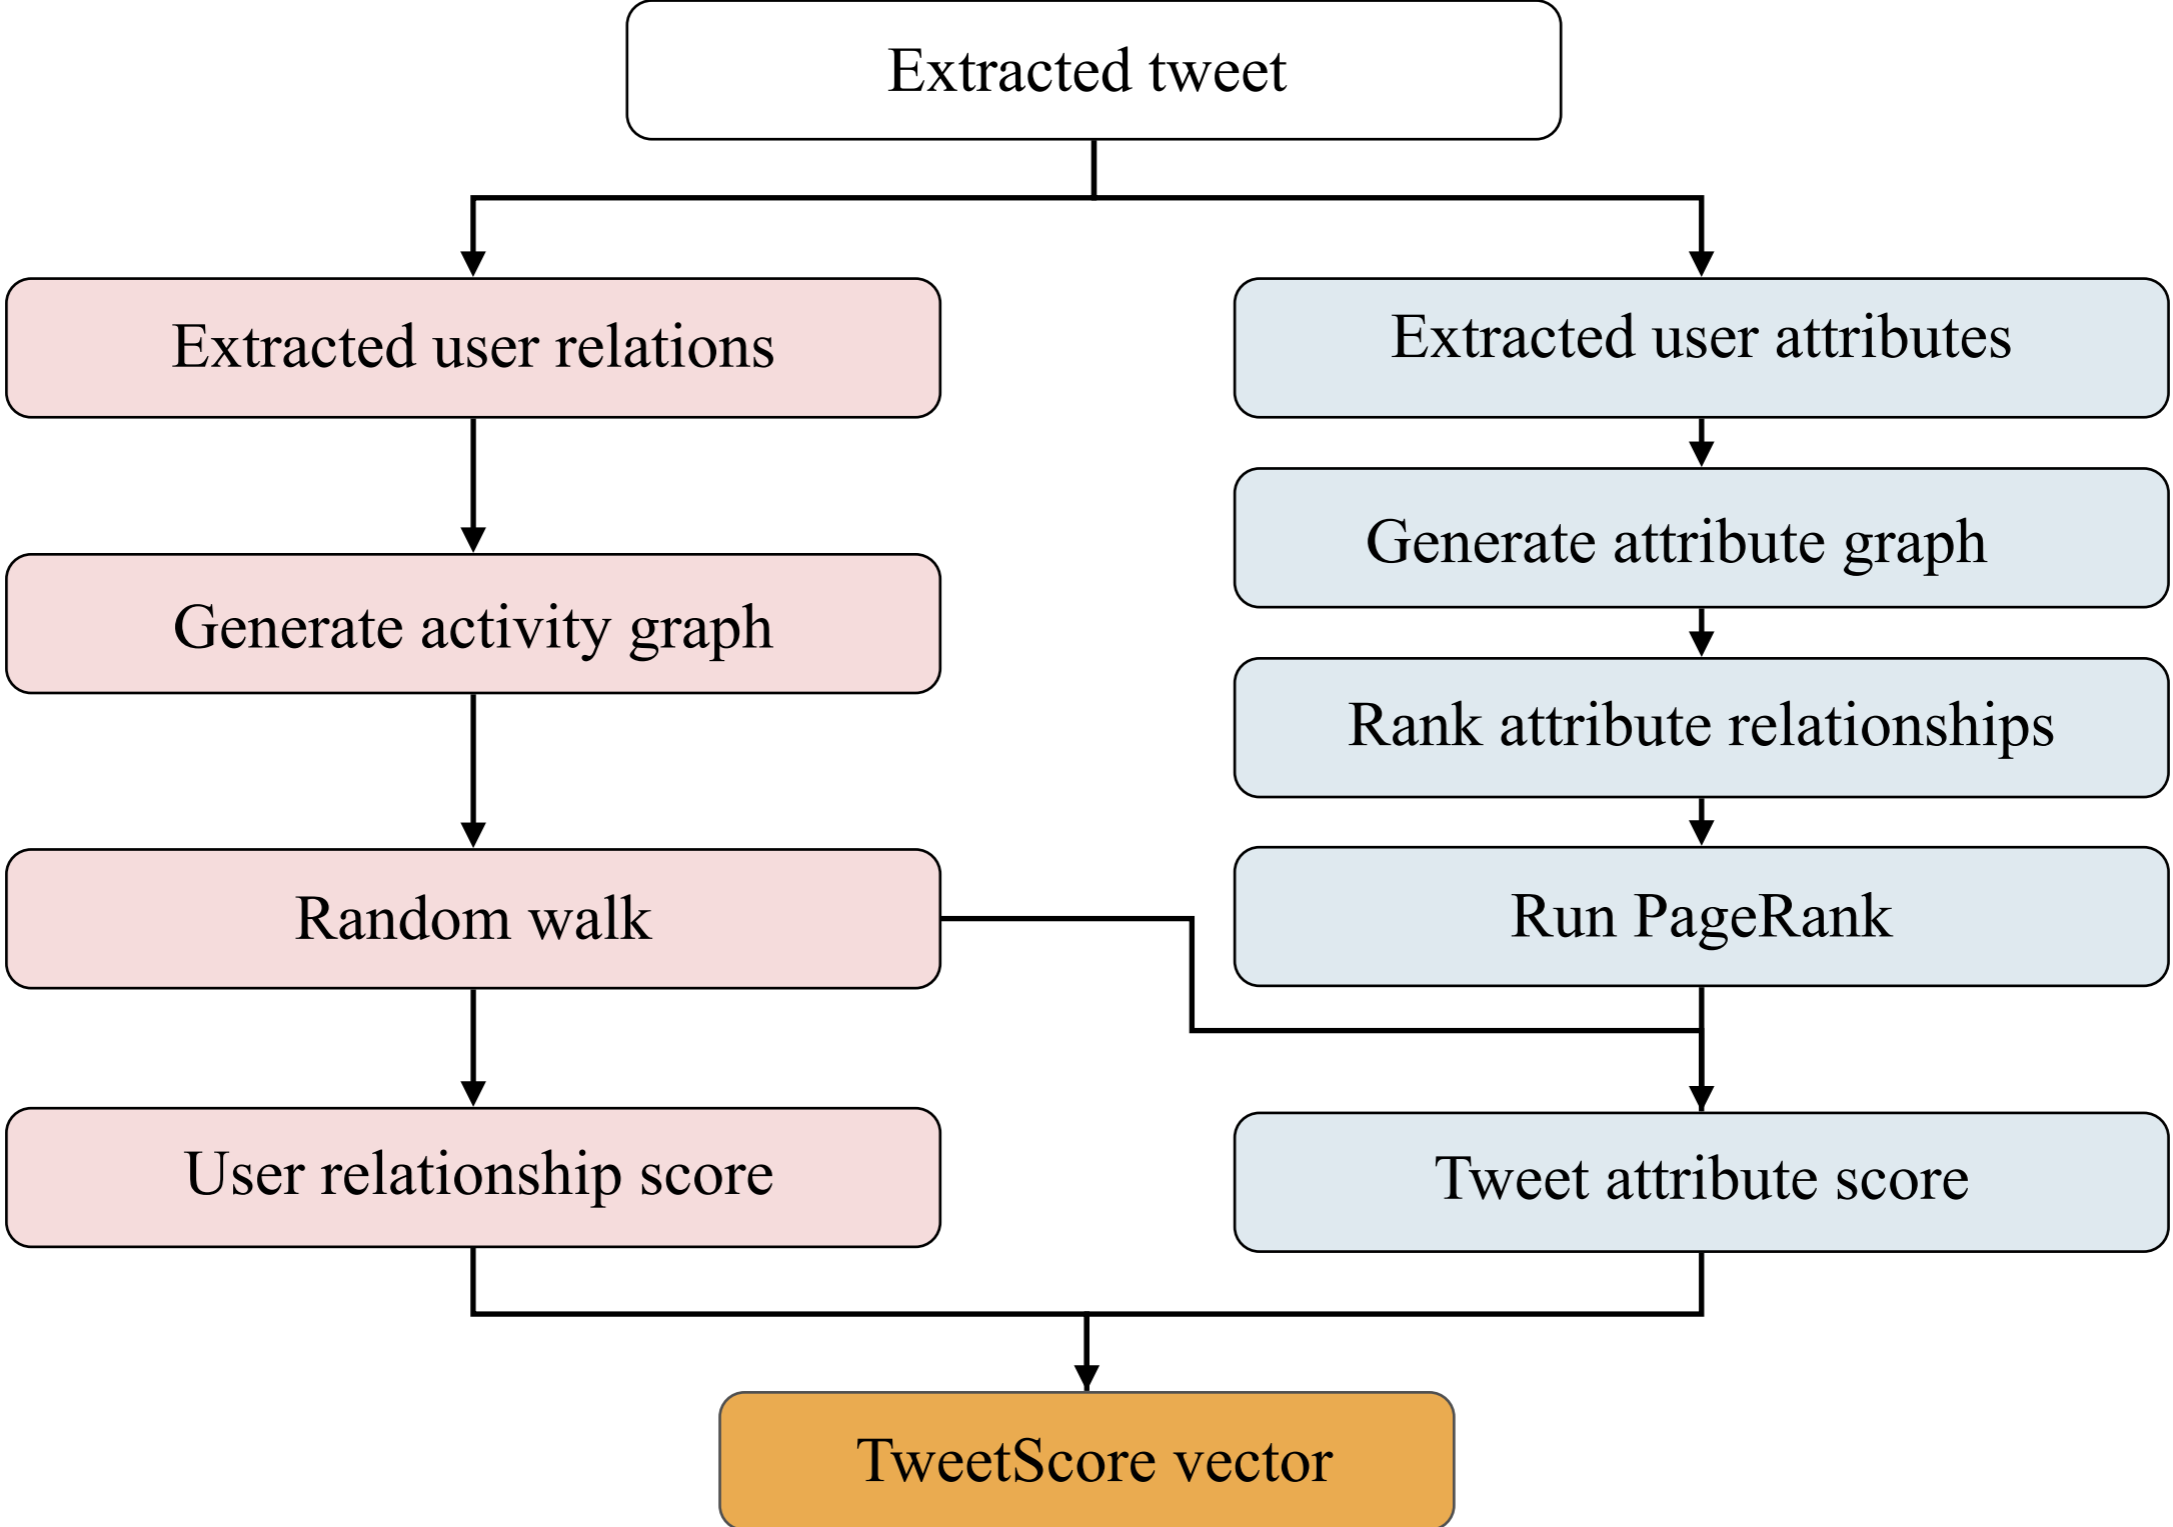 Extracted tweet
Extracted user relations
Extracted user attributes
Generate attribute graph
Generate activity graph
Rank attribute relationships
Random walk
Run PageRank
User relationship score
Tweet attribute score
TweetScore vector